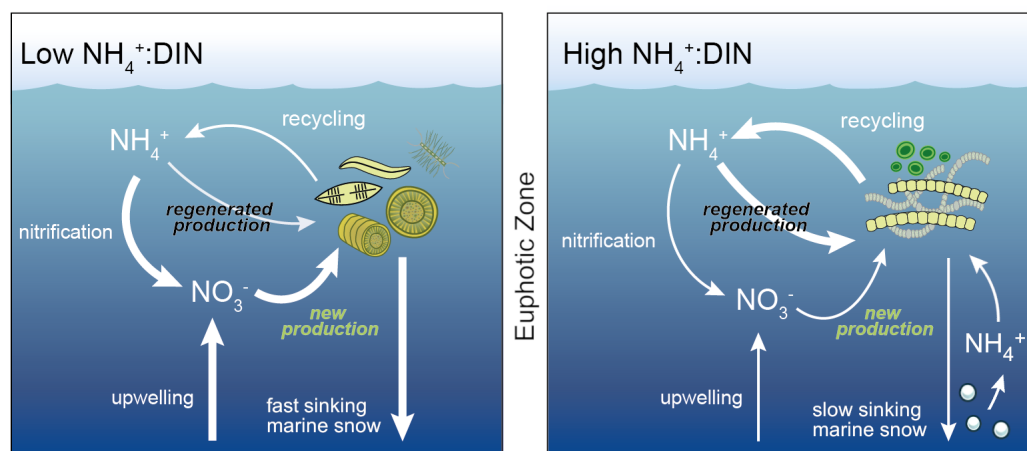 Low NH₄⁺:DIN
NH₄⁺
recycling
regenerated
production
nitrification
NO₃⁻
new
production
upwelling
fast sinking
marine snow
Euphotic Zone
High NH₄⁺:DIN
NH₄⁺
recycling
regenerated
production
nitrification
NO₃⁻
new
production
NH₄⁺
upwelling
slow sinking
marine snow